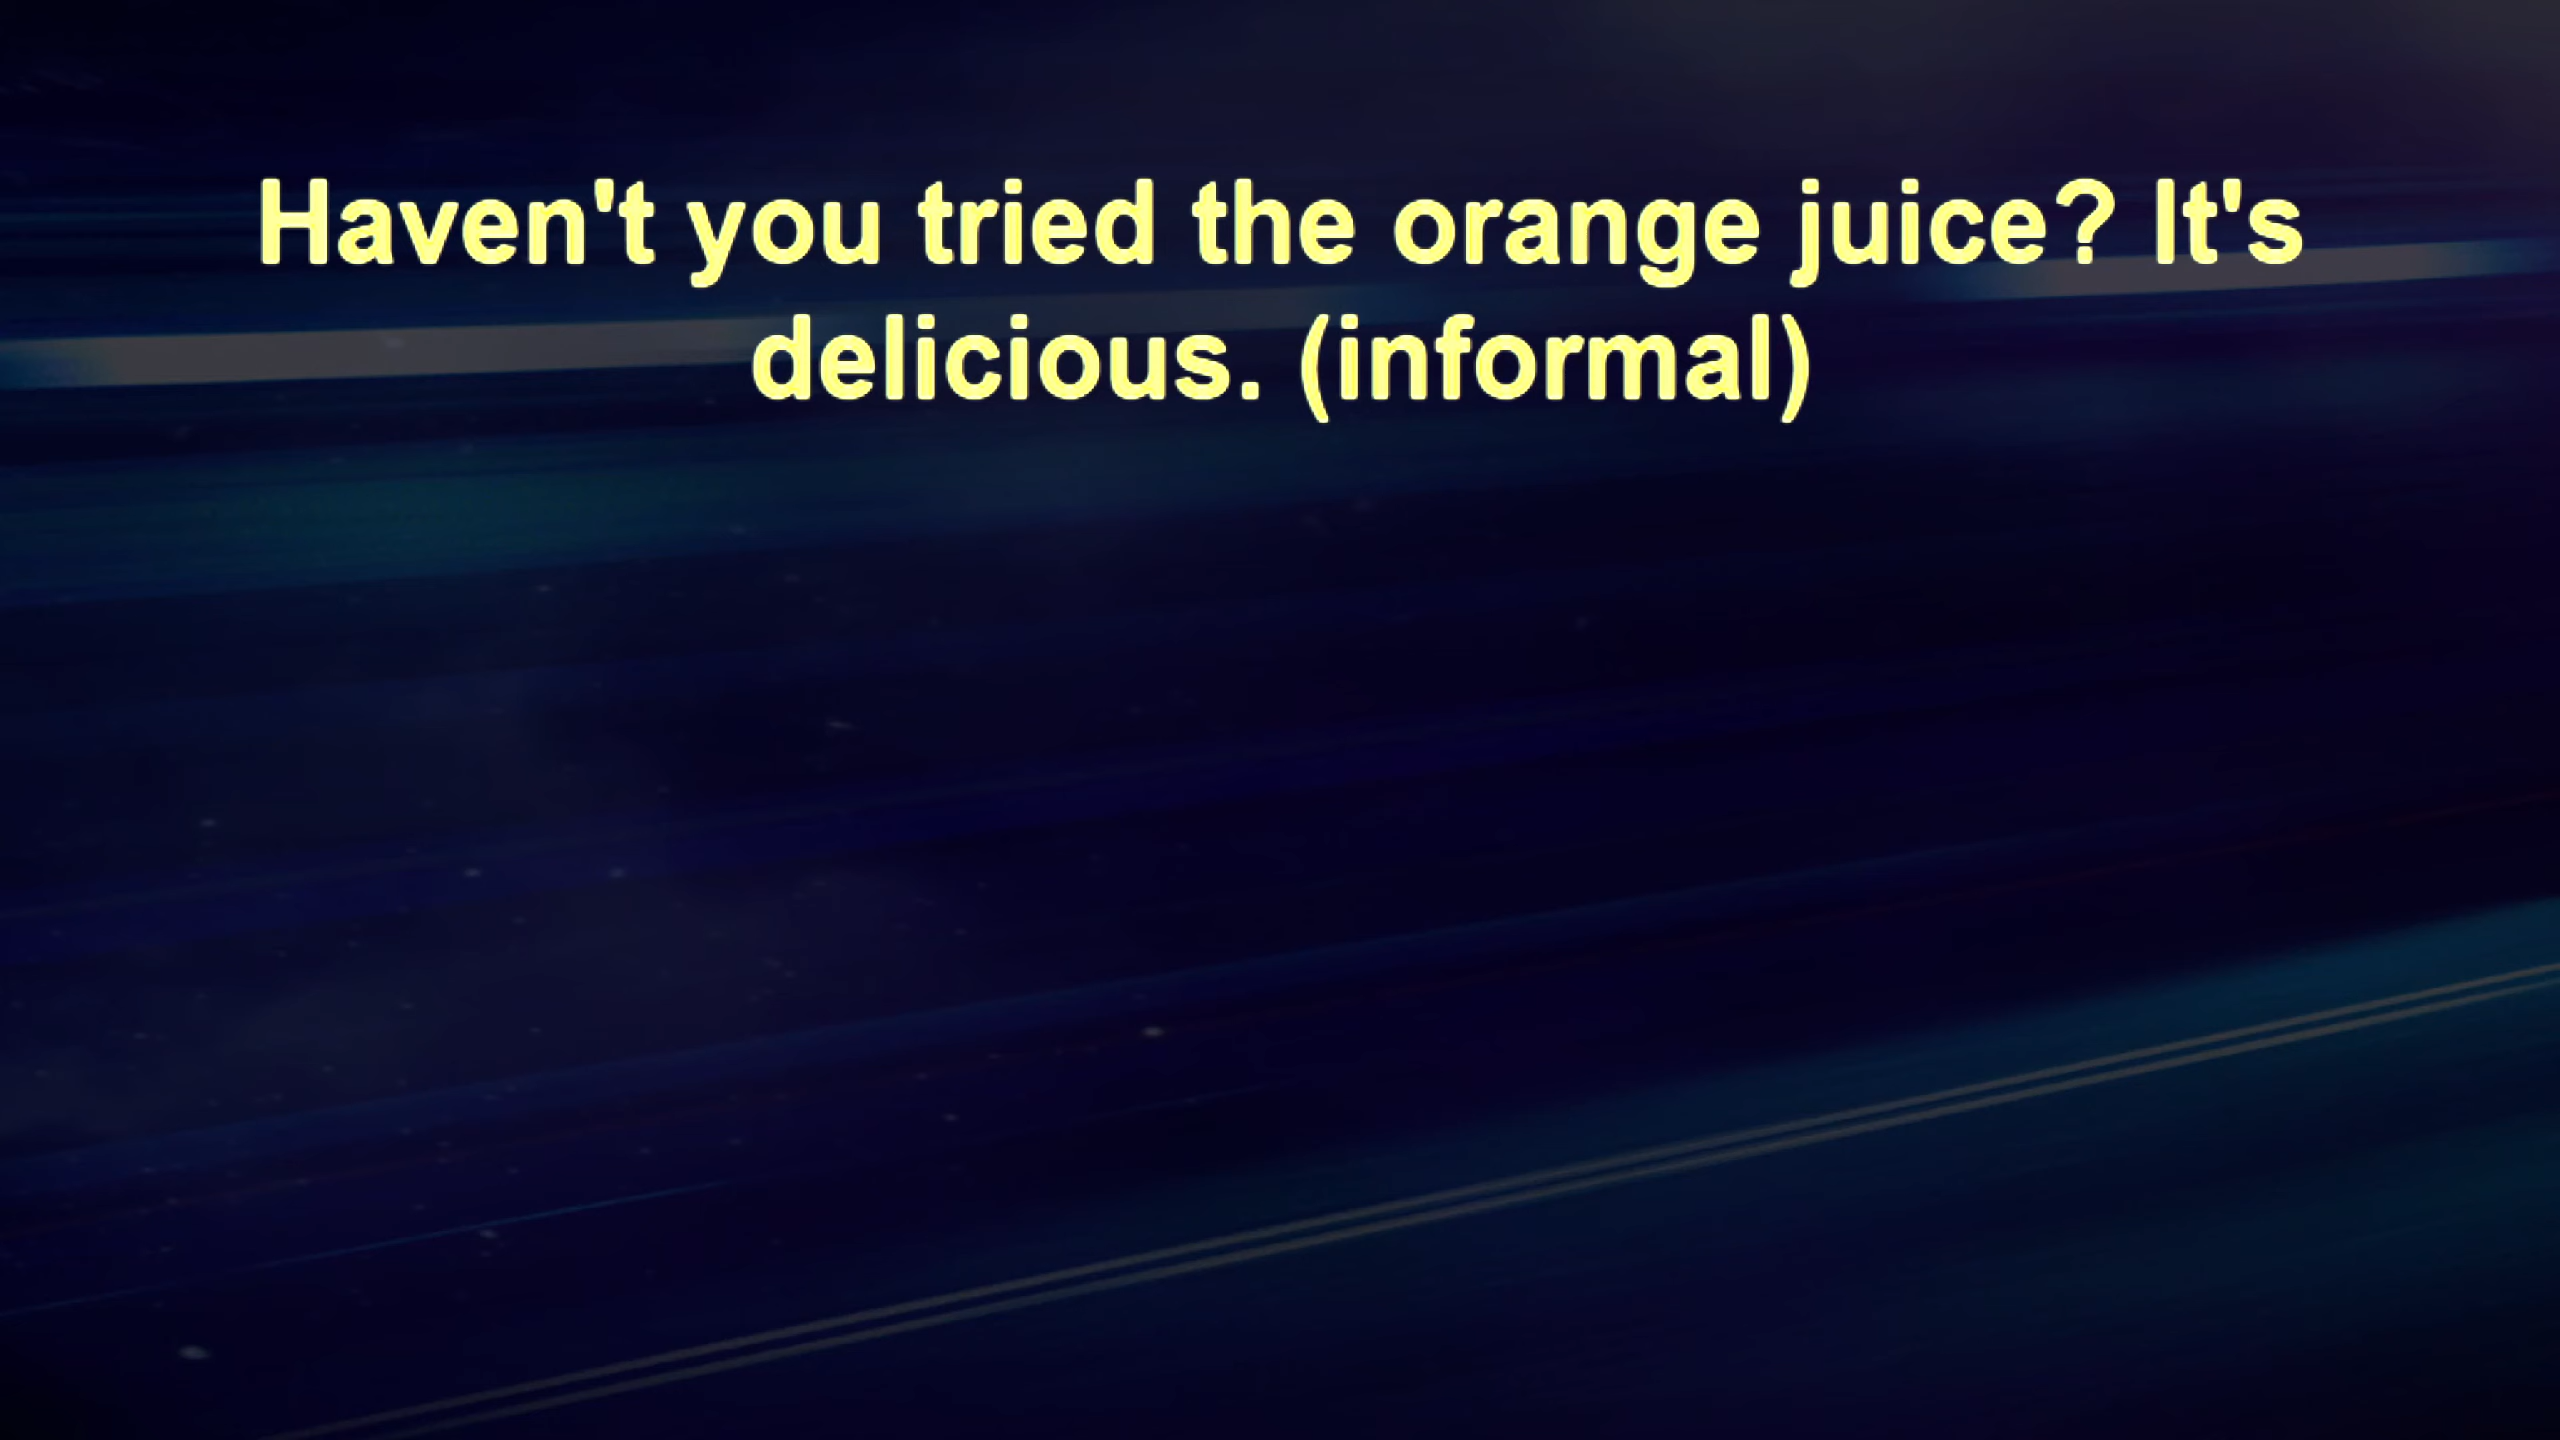 Haven't you tried the orange juice? It's
delicious. (informal)